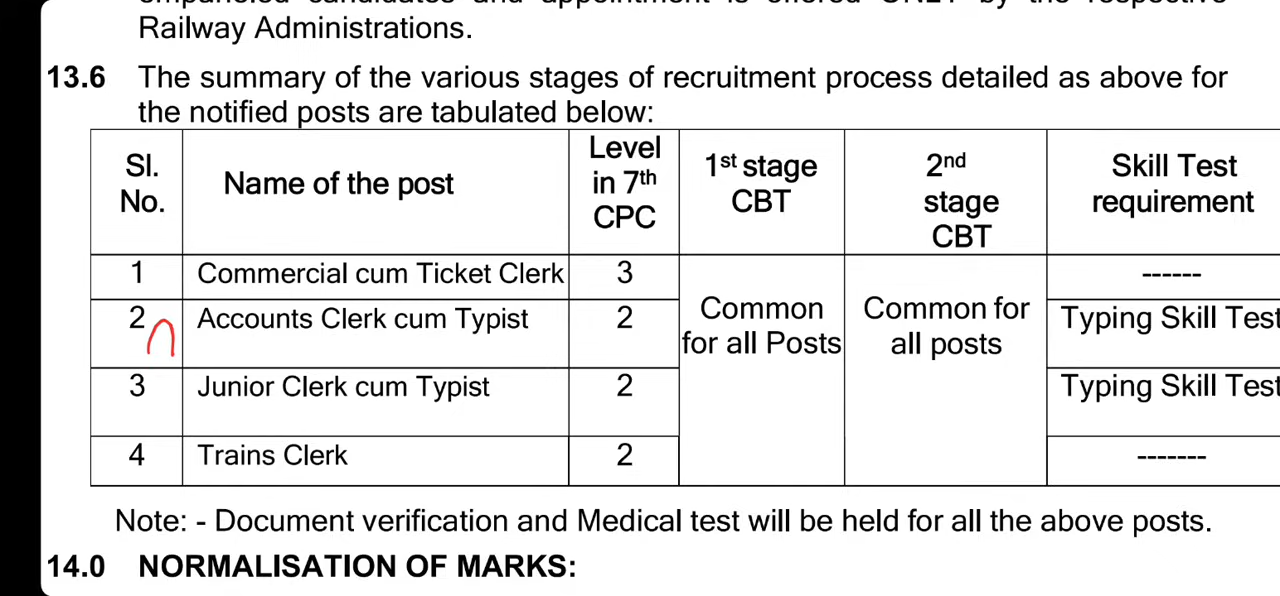 Railway Administrations.
13.6 The summary of the various stages of recruitment process detailed as above for
the notified posts are tabulated below:
Sl. No. Name of the post Level in 7th CPC 1st stage CBT 2nd stage CBT Skill Test requirement
1 Commercial cum Ticket Clerk 3 Common for all Posts Common for all posts ------
2 Accounts Clerk cum Typist 2 Typing Skill Test
3 Junior Clerk cum Typist 2 Typing Skill Test
4 Trains Clerk 2 -------
Note: - Document verification and Medical test will be held for all the above posts.
14.0 NORMALISATION OF MARKS: